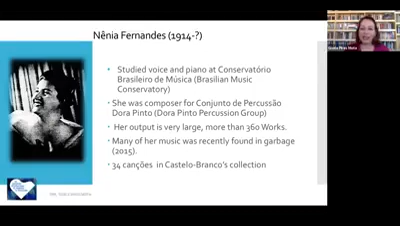 Nênia Fernandes (1914-?)
• Studied voice and piano at Conservatório
Brasileiro de Música (Brasilian Music
Conservatory)
• She was composer for Conjunto de Percussão
Dora Pinto (Dora Pinto Percussion Group)
• Her output is very large, more than 360 Works.
• Many of her music was recently found in garbage
(2015).
• 34 canções in Castelo-Branco's collection